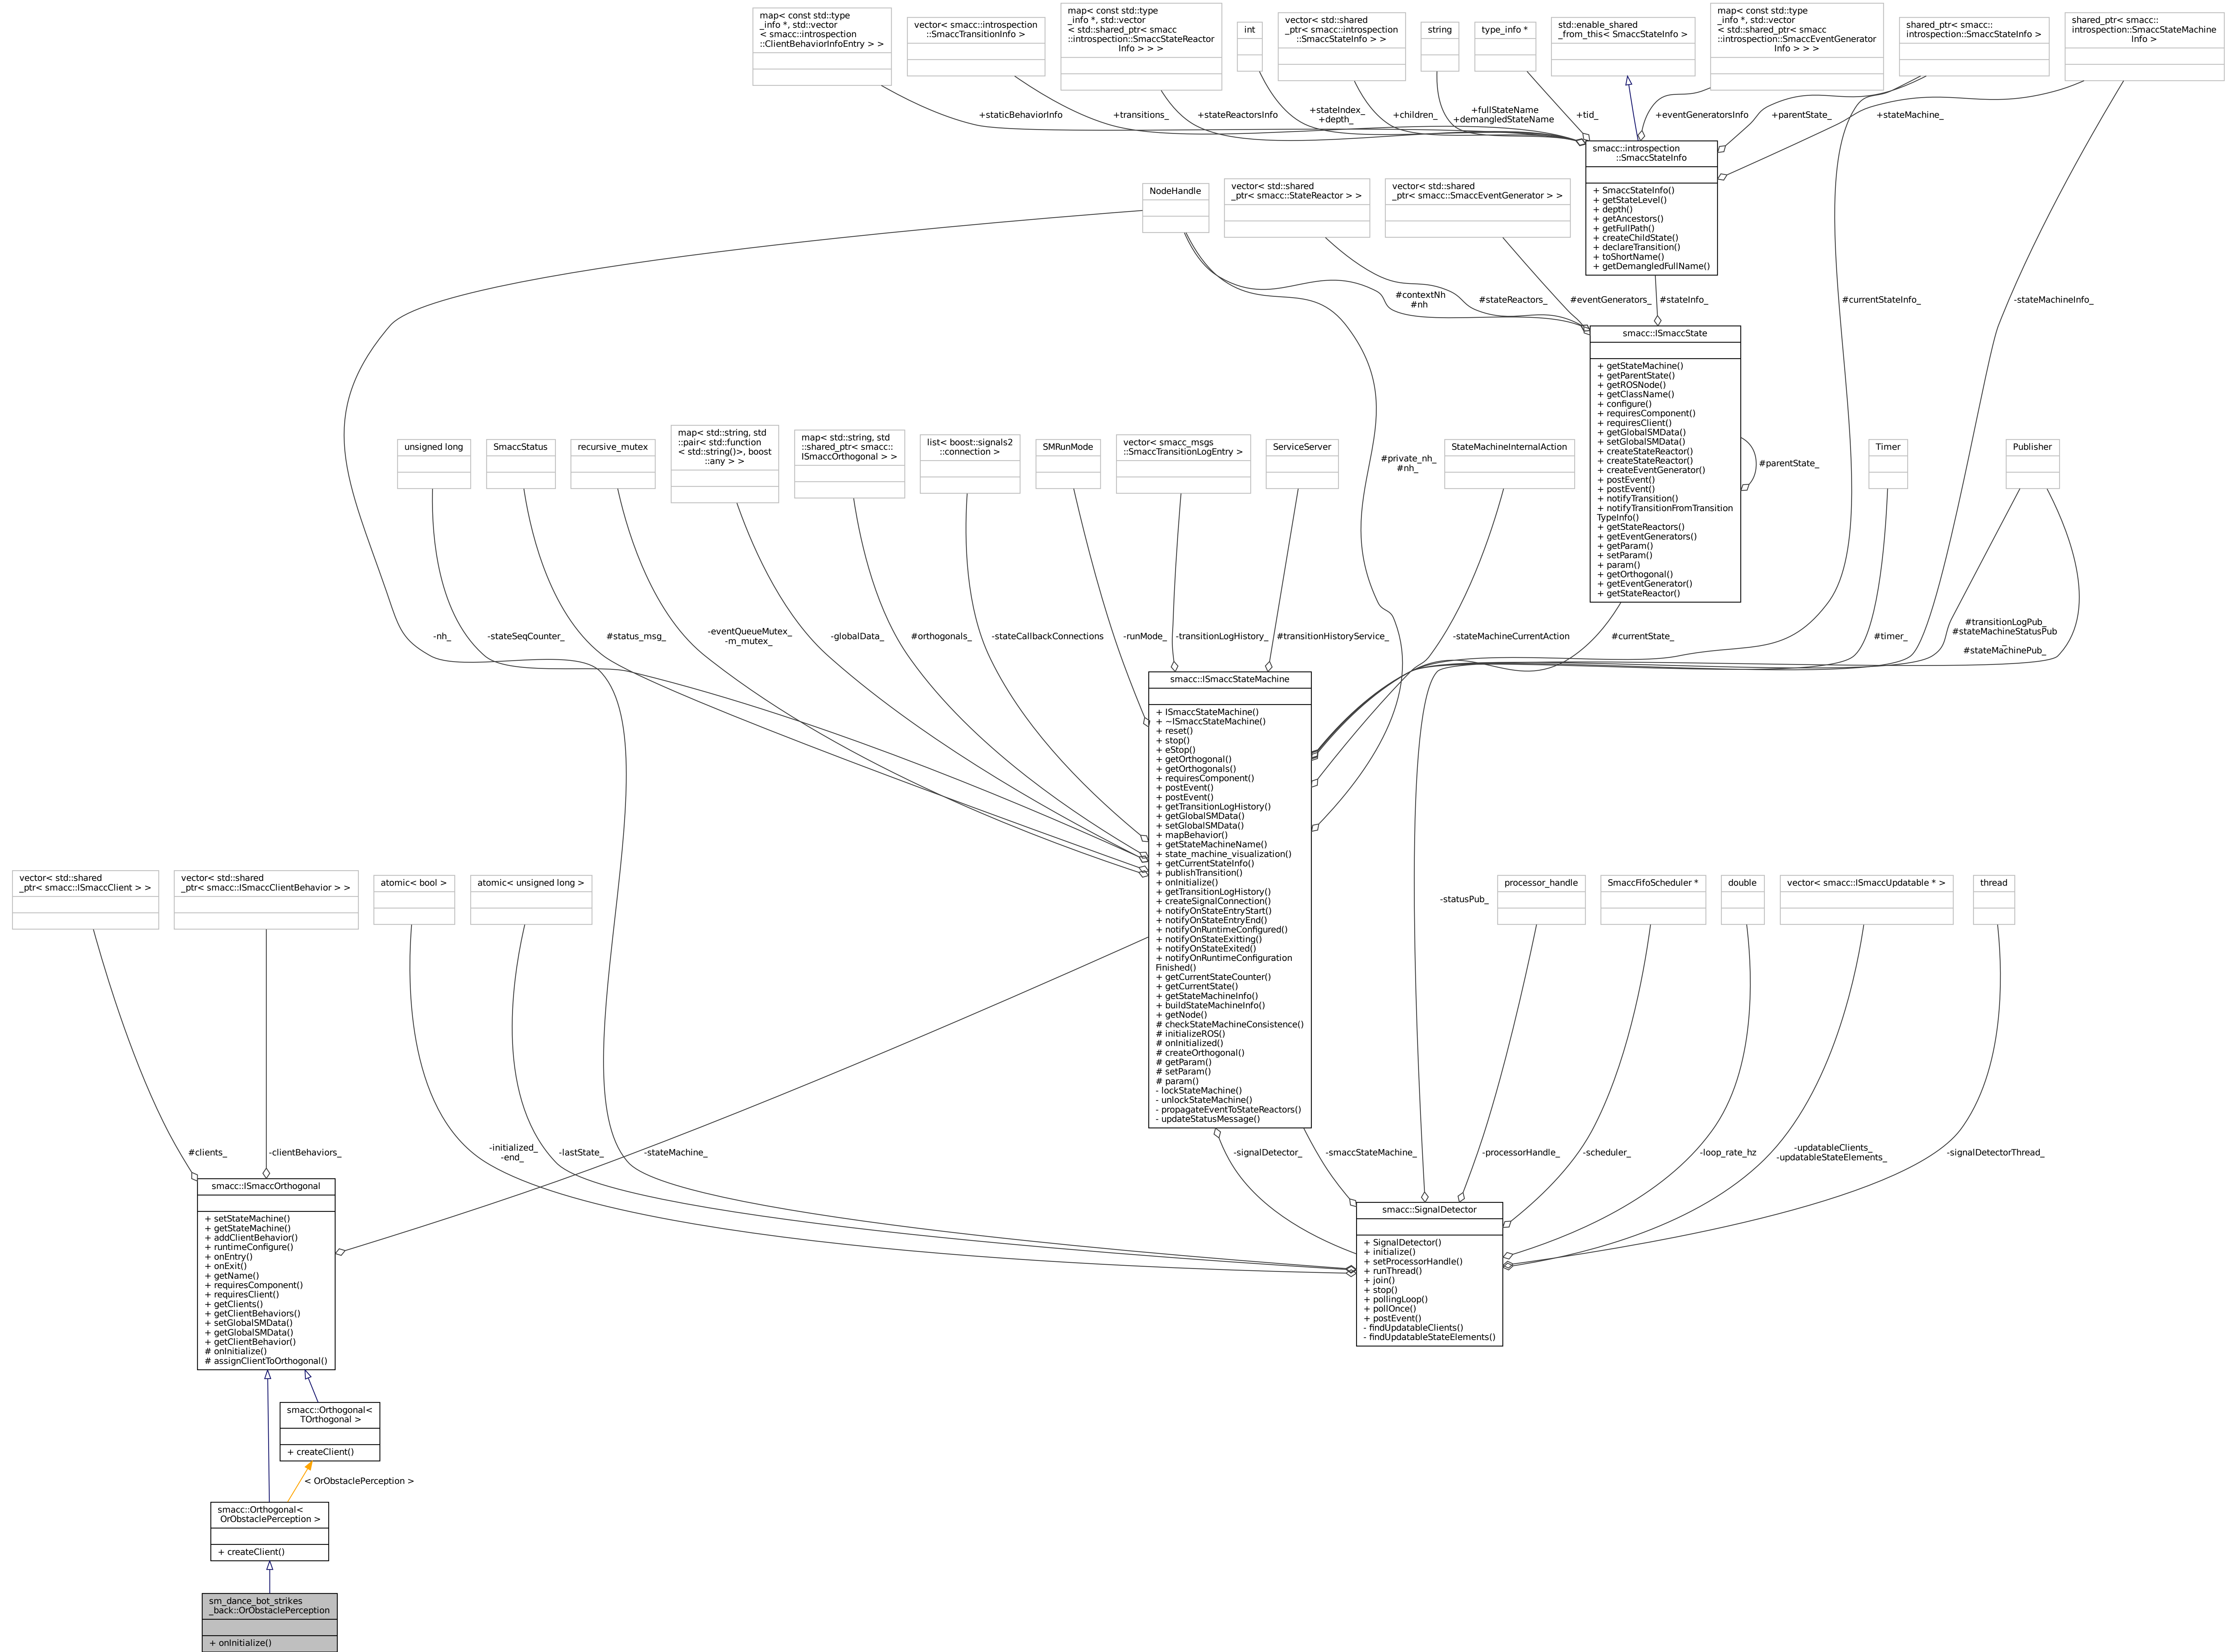 map< const std::type
_info *, std::vector
< smacc::introspection
::ClientBehaviorInfoEntry > >
vector< smacc::introspection
::SmaccTransitionInfo >
map< const std::type
_info *, std::vector
< std::shared_ptr< smacc
::introspection::SmaccStateReactor
Info > > >
int
vector< std::shared
_ptr< smacc::introspection
::SmaccStateInfo > >
string
type_info *
std::enable_shared
_from_this< SmaccStateInfo >
map< const std::type
_info *, std::vector
< std::shared_ptr< smacc
::introspection::SmaccEventGenerator
Info > > >
shared_ptr< smacc::
introspection::SmaccStateInfo >
shared_ptr< smacc::
introspection::SmaccStateMachine
Info >
+staticBehaviorInfo
+transitions_
+stateReactorsInfo
+stateIndex_
+depth_
+children_
+fullStateName
+demangledStateName
+tid_
+eventGeneratorsInfo
+parentState_
+stateMachine_
smacc::introspection
::SmaccStateInfo
+ SmaccStateInfo()
+ getStateLevel()
+ depth()
+ getAncestors()
+ getFullPath()
+ createChildState()
+ declareTransition()
+ toShortName()
+ getDemangledFullName()
NodeHandle
vector< std::shared
_ptr< smacc::StateReactor > >
vector< std::shared
_ptr< smacc::SmaccEventGenerator > >
#contextNh
#nh
#stateReactors_
#eventGenerators_
#stateInfo_
#currentStateInfo_
-stateMachineInfo_
smacc::ISmaccState
+ getStateMachine()
+ getParentState()
+ getROSNode()
+ getClassName()
+ configure()
+ requiresComponent()
+ requiresClient()
+ getGlobalSMData()
+ setGlobalSMData()
+ createStateReactor()
+ createStateReactor()
+ createEventGenerator()
+ postEvent()
+ postEvent()
+ notifyTransition()
+ notifyTransitionFromTransition
TypeInfo()
+ getStateReactors()
+ getEventGenerators()
+ getParam()
+ setParam()
+ param()
+ getOrthogonal()
+ getEventGenerator()
+ getStateReactor()
#parentState_
unsigned long
SmaccStatus
recursive_mutex
map< std::string, std
::pair< std::function
< std::string()>, boost
::any > >
map< std::string, std
::shared_ptr< smacc::
ISmaccOrthogonal > >
list< boost::signals2
::connection >
SMRunMode
vector< smacc_msgs
::SmaccTransitionLogEntry >
ServiceServer
#private_nh_
#nh_
StateMachineInternalAction
Timer
Publisher
-nh_
-stateSeqCounter_
#status_msg_
-eventQueueMutex_
-m_mutex_
-globalData_
#orthogonals_
-stateCallbackConnections
-runMode_
-transitionLogHistory_
#transitionHistoryService_
-stateMachineCurrentAction
#currentState_
#timer_
#transitionLogPub_
#stateMachineStatusPub
_
#stateMachinePub_
smacc::ISmaccStateMachine
+ ISmaccStateMachine()
+ ~ISmaccStateMachine()
+ reset()
+ stop()
+ eStop()
+ getOrthogonal()
+ getOrthogonals()
+ requiresComponent()
+ postEvent()
+ postEvent()
+ getTransitionLogHistory()
+ getGlobalSMData()
+ setGlobalSMData()
+ mapBehavior()
+ getStateMachineName()
+ state_machine_visualization()
+ getCurrentStateInfo()
+ publishTransition()
+ onInitialize()
+ getTransitionLogHistory()
+ createSignalConnection()
+ notifyOnStateEntryStart()
+ notifyOnStateEntryEnd()
+ notifyOnRuntimeConfigured()
+ notifyOnStateExitting()
+ notifyOnStateExited()
+ notifyOnRuntimeConfiguration
Finished()
+ getCurrentStateCounter()
+ getCurrentState()
+ getStateMachineInfo()
+ buildStateMachineInfo()
+ getNode()
# checkStateMachineConsistence()
# initializeROS()
# onInitialized()
# createOrthogonal()
# getParam()
# setParam()
# param()
- lockStateMachine()
- unlockStateMachine()
- propagateEventToStateReactors()
- updateStatusMessage()
vector< std::shared
_ptr< smacc::ISmaccClient > >
vector< std::shared
_ptr< smacc::ISmaccClientBehavior > >
atomic< bool >
atomic< unsigned long >
-statusPub_
processor_handle
SmaccFifoScheduler *
double
vector< smacc::ISmaccUpdatable * >
thread
#clients_
-clientBehaviors_
-initialized_
-end_
-lastState_
-stateMachine_
-signalDetector_
-smaccStateMachine_
-processorHandle_
-scheduler_
-loop_rate_hz
-updatableClients_
-updatableStateElements_
-signalDetectorThread_
smacc::ISmaccOrthogonal
+ setStateMachine()
+ getStateMachine()
+ addClientBehavior()
+ runtimeConfigure()
+ onEntry()
+ onExit()
+ getName()
+ requiresComponent()
+ requiresClient()
+ getClients()
+ getClientBehaviors()
+ setGlobalSMData()
+ getGlobalSMData()
+ getClientBehavior()
# onInitialize()
# assignClientToOrthogonal()
smacc::SignalDetector
+ SignalDetector()
+ initialize()
+ setProcessorHandle()
+ runThread()
+ join()
+ stop()
+ pollingLoop()
+ pollOnce()
+ postEvent()
- findUpdatableClients()
- findUpdatableStateElements()
smacc::Orthogonal<
TOrthogonal >
+ createClient()
< OrObstaclePerception >
smacc::Orthogonal<
OrObstaclePerception >
+ createClient()
sm_dance_bot_strikes
_back::OrObstaclePerception
+ onInitialize()